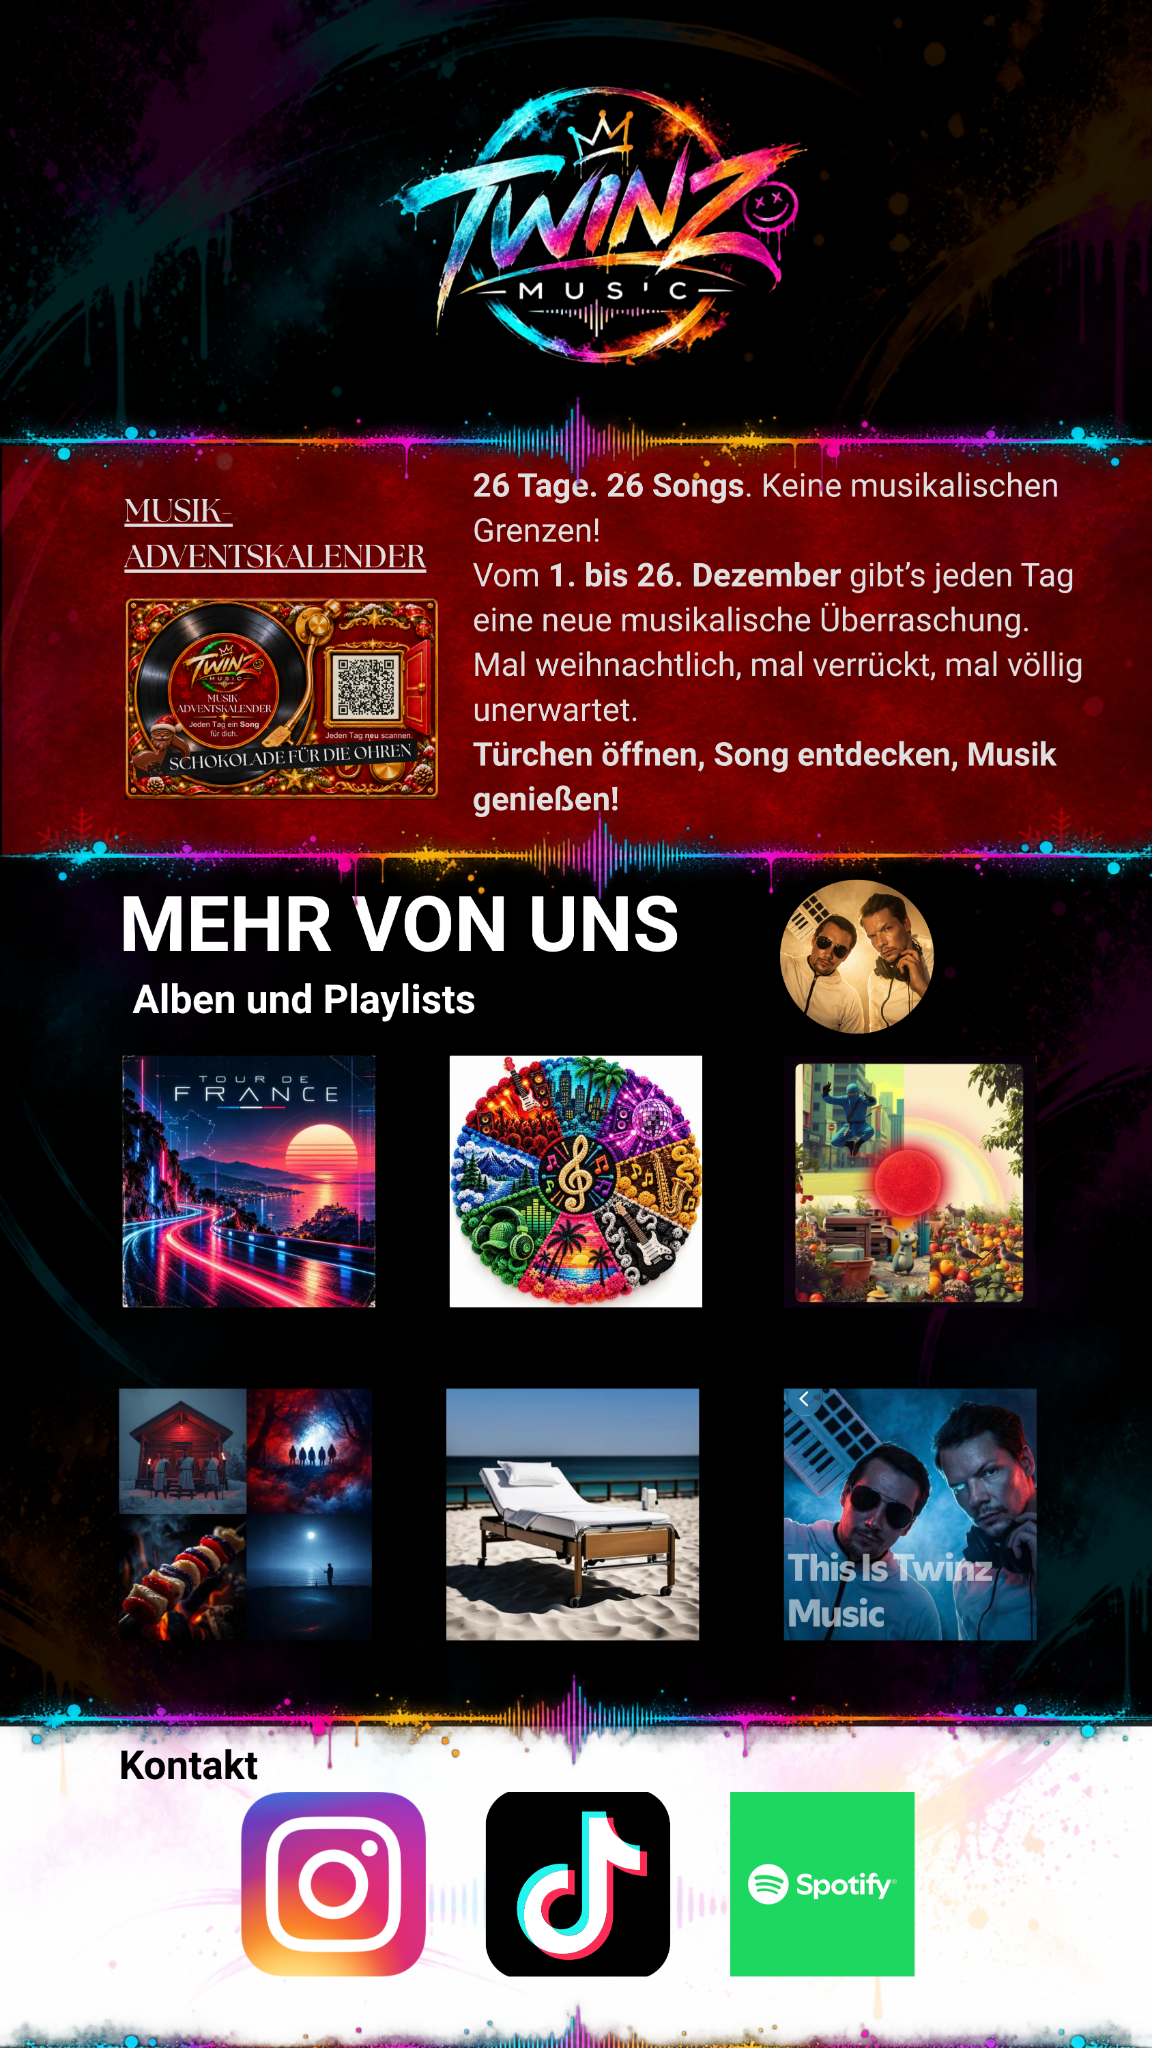 TWINZ
MUSIC
MUSIK-
ADVENTSKALENDER
26 Tage. 26 Songs. Keine musikalischen
Grenzen!
Vom 1. bis 26. Dezember gibt’s jeden Tag
eine neue musikalische Überraschung.
Mal weihnachtlich, mal verrückt, mal völlig
unerwartet.
Türchen öffnen, Song entdecken, Musik
genießen!
TWINZ
MUSIC
MUSIK
ADVENTSKALENDER
Jeden Tag ein Song
für dich.
Jeden Tag neu scannen.
SCHOKOLADE FÜR DIE OHREN
MEHR VON UNS
Alben und Playlists
TOUR DE
FRANCE
This Is Twinz
Music
Kontakt
Spotify